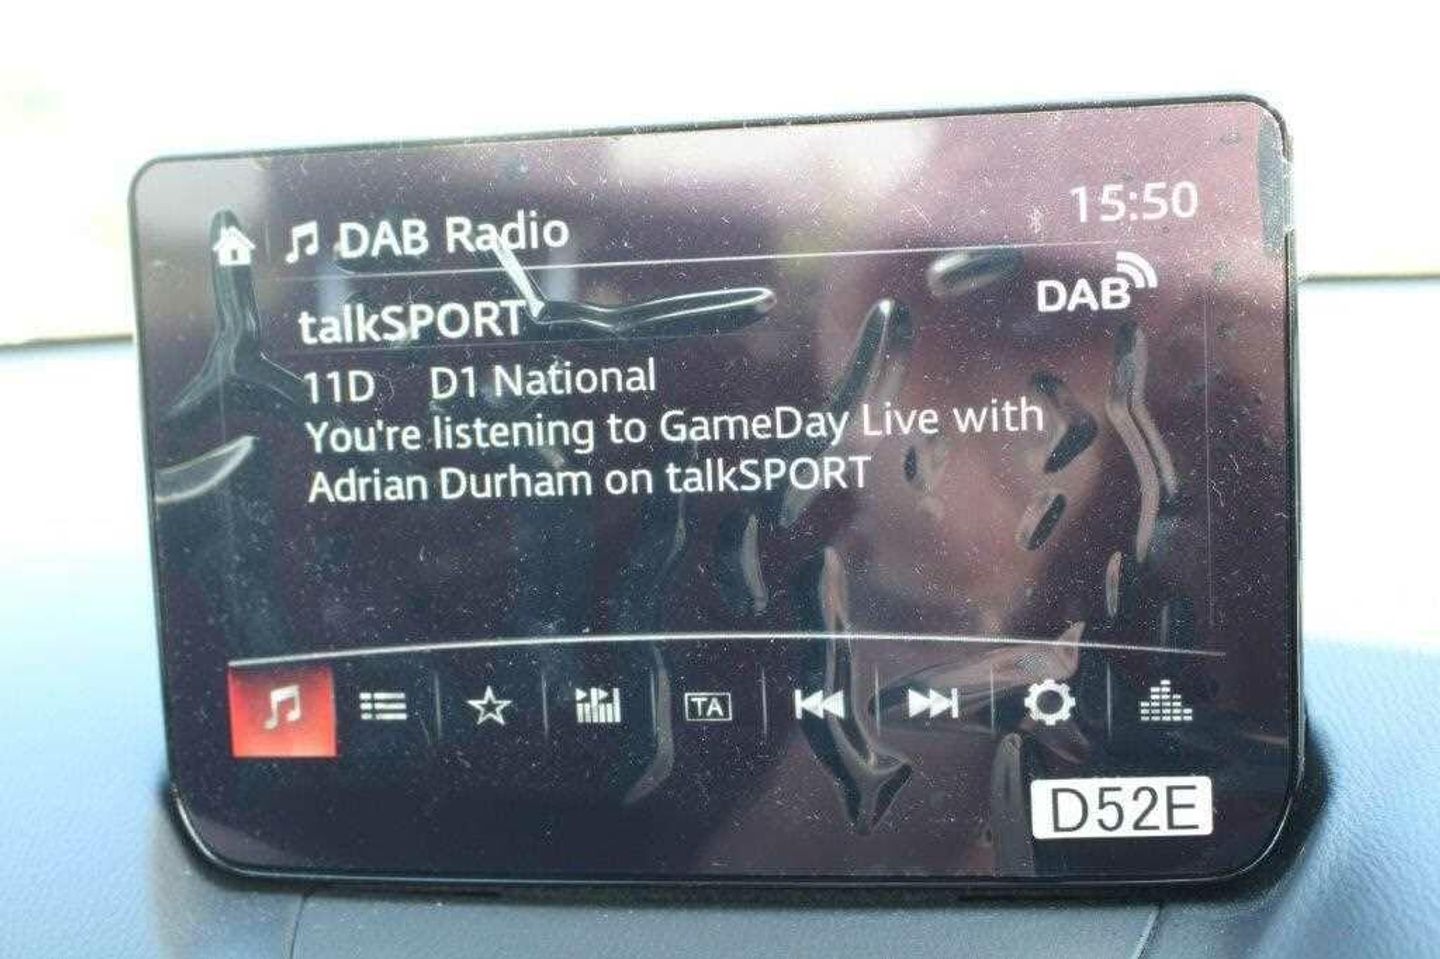 DAB Radio
15:50
DAB
talkSPORT
11D D1 National
You're listening to GameDay Live with
Adrian Durham on talkSPORT
TA
D52E